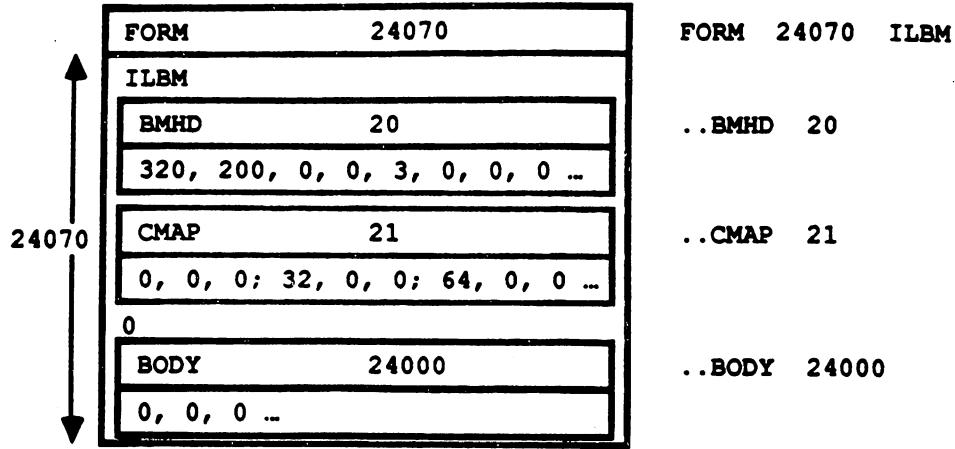 FORM 24070 FORM 24070 ILBM
ILBM
BMHD 20 ..BMHD 20
320, 200, 0, 0, 3, 0, 0, 0 …
24070 CMAP 21 ..CMAP 21
0, 0, 0; 32, 0, 0; 64, 0, 0 …
0
BODY 24000 ..BODY 24000
0, 0, 0 …